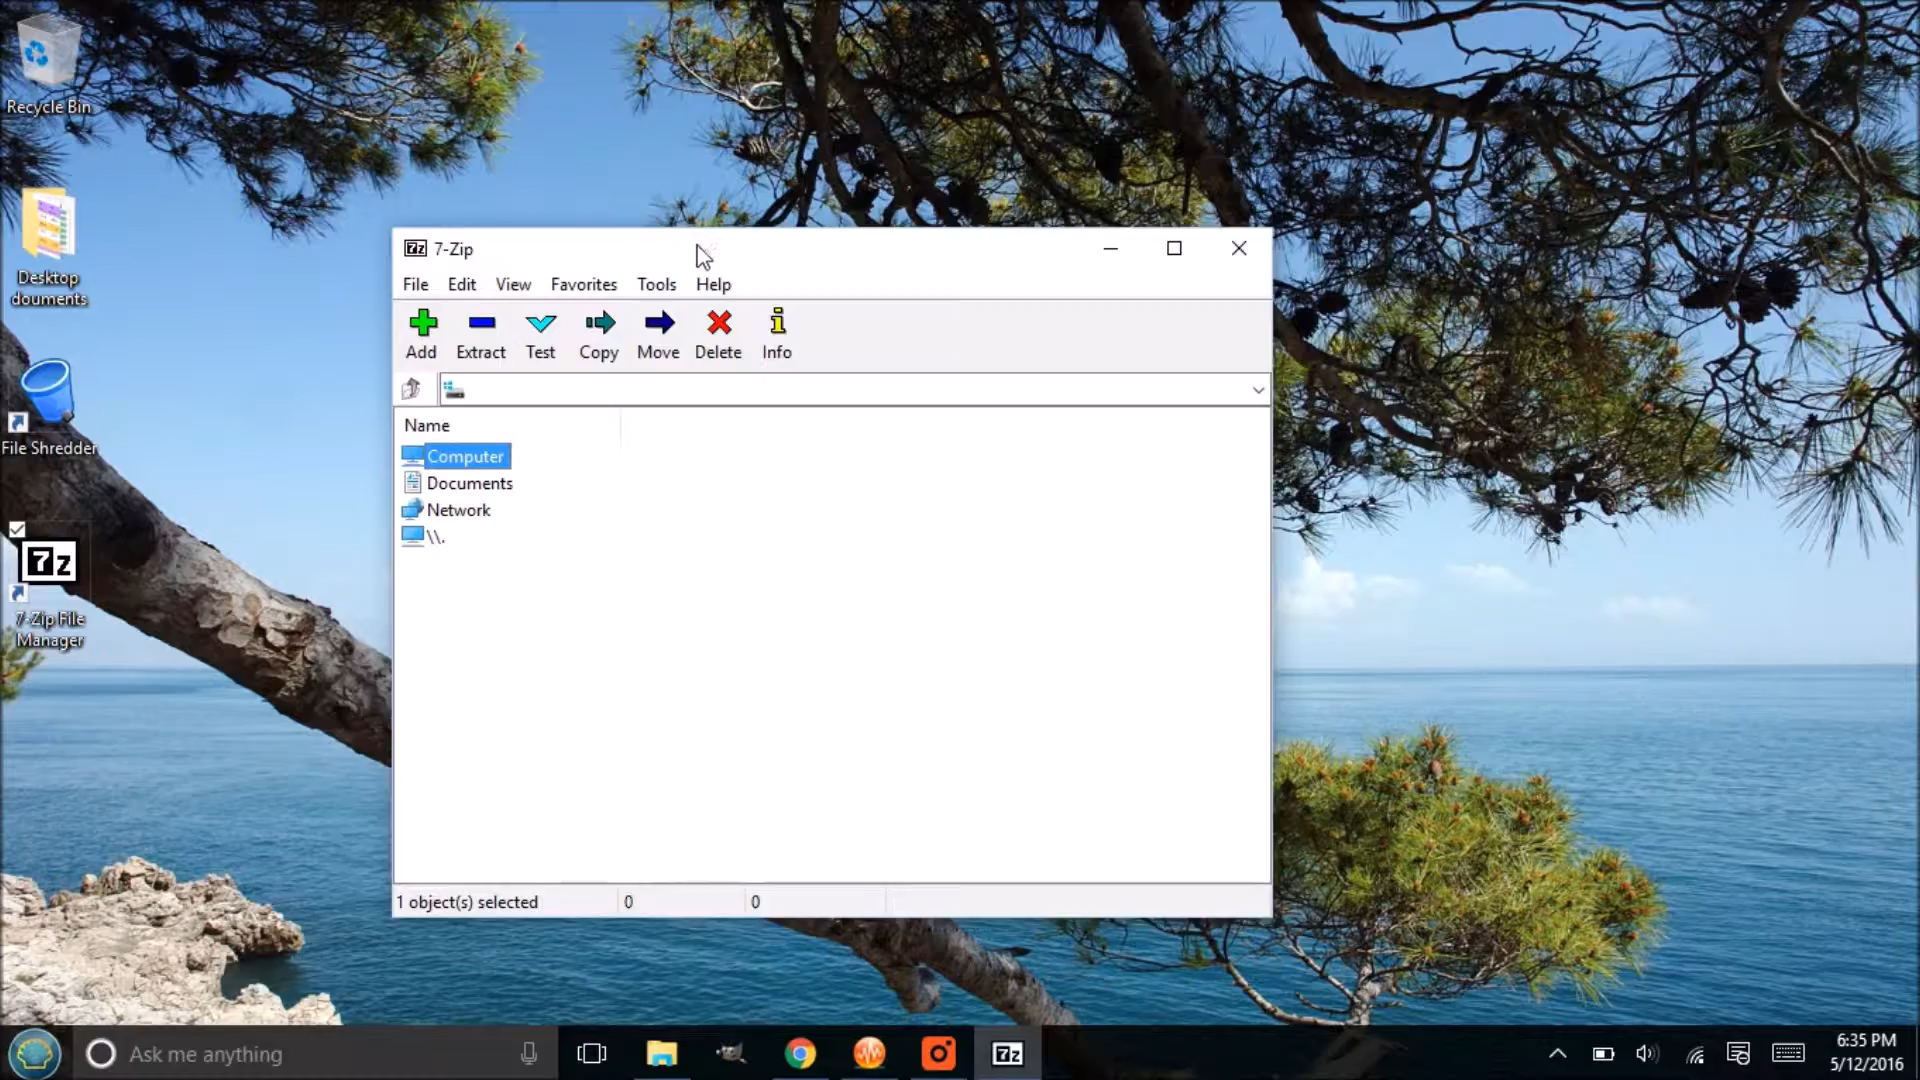 Recycle Bin
Desktop
douments
File Shredder
7z
7-Zip File
Manager
7z 7-Zip
File Edit View Favorites Tools Help
Add Extract Test Copy Move Delete Info
Name
Computer
Documents
Network
\\.
1 object(s) selected 0 0
Ask me anything
7z
6:35 PM
5/12/2016